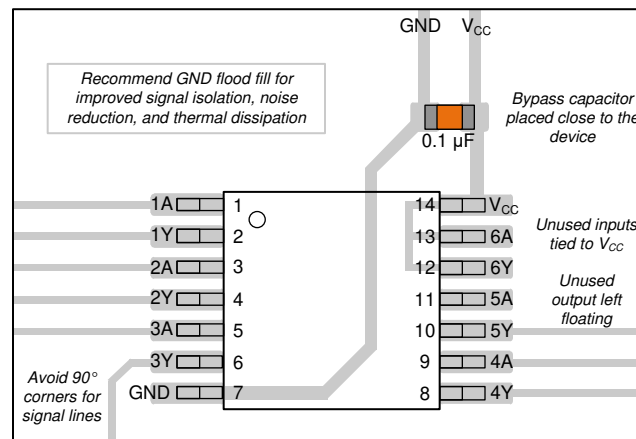 GND VCC
Recommend GND flood fill for
improved signal isolation, noise
reduction, and thermal dissipation
Bypass capacitor
placed close to the
device
0.1 µF
1A 1 14 VCC
1Y 2 13 6A
2A 3 12 6Y
2Y 4 11 5A
3A 5 10 5Y
3Y 6 9 4A
GND 7 8 4Y
Unused inputs
tied to VCC
Unused
output left
floating
Avoid 90°
corners for
signal lines